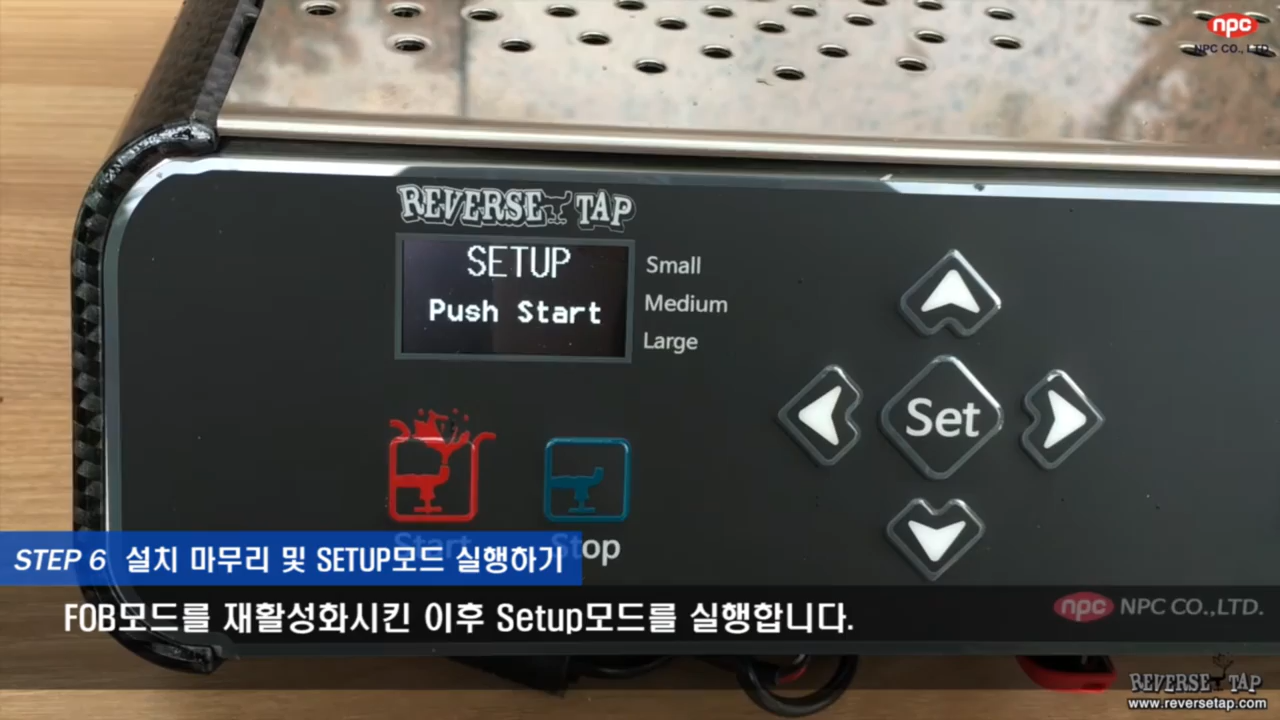 npc
NPC CO., LTD.
REVERSE TAP
SETUP
Push Start
Small
Medium
Large
Set
Start
Stop
STEP 6 설치 마무리 및 SETUP모드 실행하기
FOB모드를 재활성화시킨 이후 Setup모드를 실행합니다.
npc NPC CO.,LTD.
REVERSE TAP
www.reversetap.com